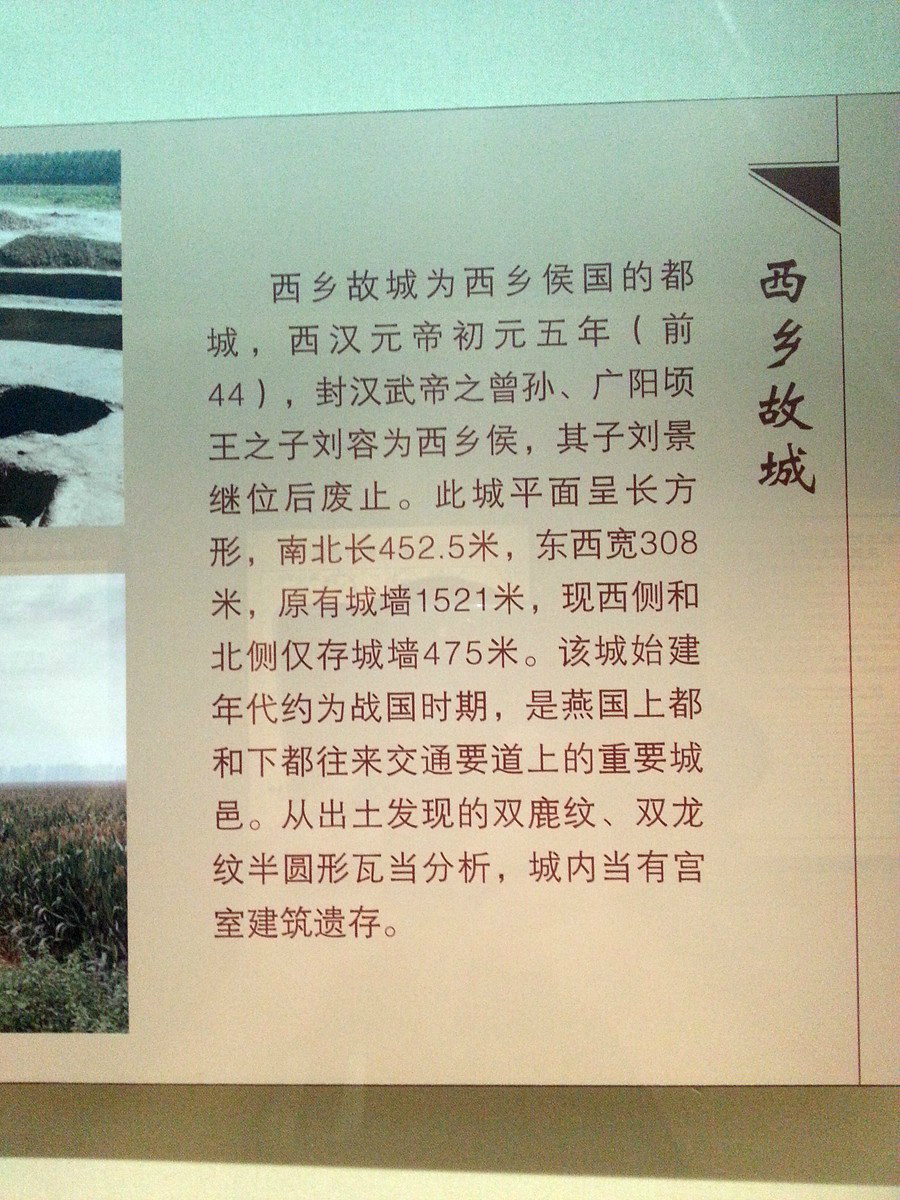 西乡故城
西乡故城为西乡侯国的都
城，西汉元帝初元五年（前
44），封汉武帝之曾孙、广阳顷
王之子刘容为西乡侯，其子刘景
继位后废止。此城平面呈长方
形，南北长452.5米，东西宽308
米，原有城墙1521米，现西侧和
北侧仅存城墙475米。该城始建
年代约为战国时期，是燕国上都
和下都往来交通要道上的重要城
邑。从出土发现的双鹿纹、双龙
纹半圆形瓦当分析，城内当有宫
室建筑遗存。